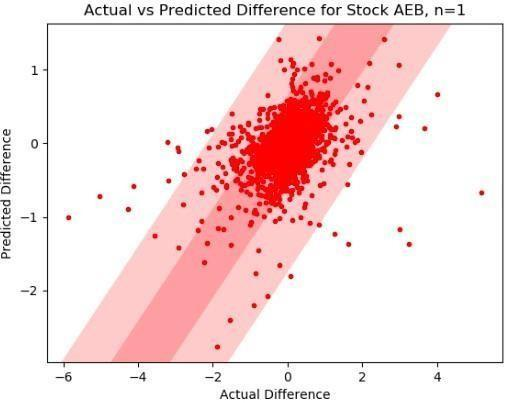 Actual vs Predicted Difference for Stock AEB, n=1
1
0
−1
−2
Predicted Difference
−6 −4 −2 0 2 4
Actual Difference